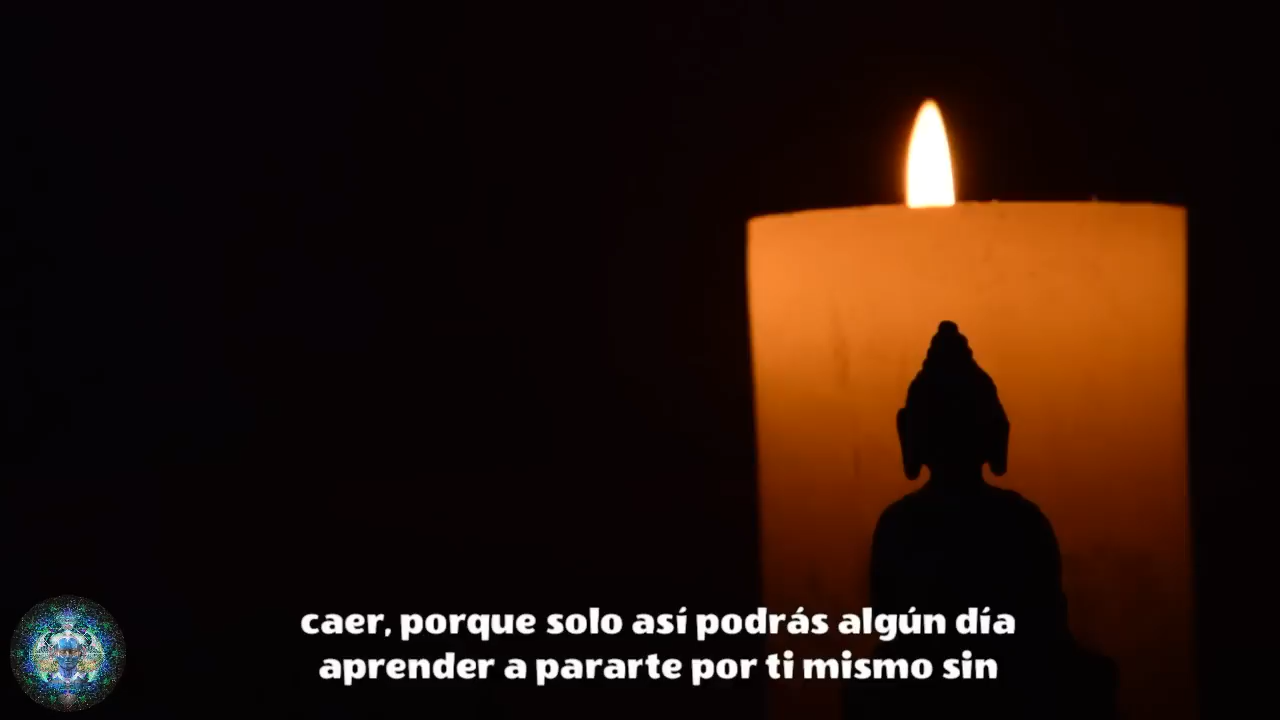 caer, porque solo así podrás algún día
aprender a pararte por ti mismo sin